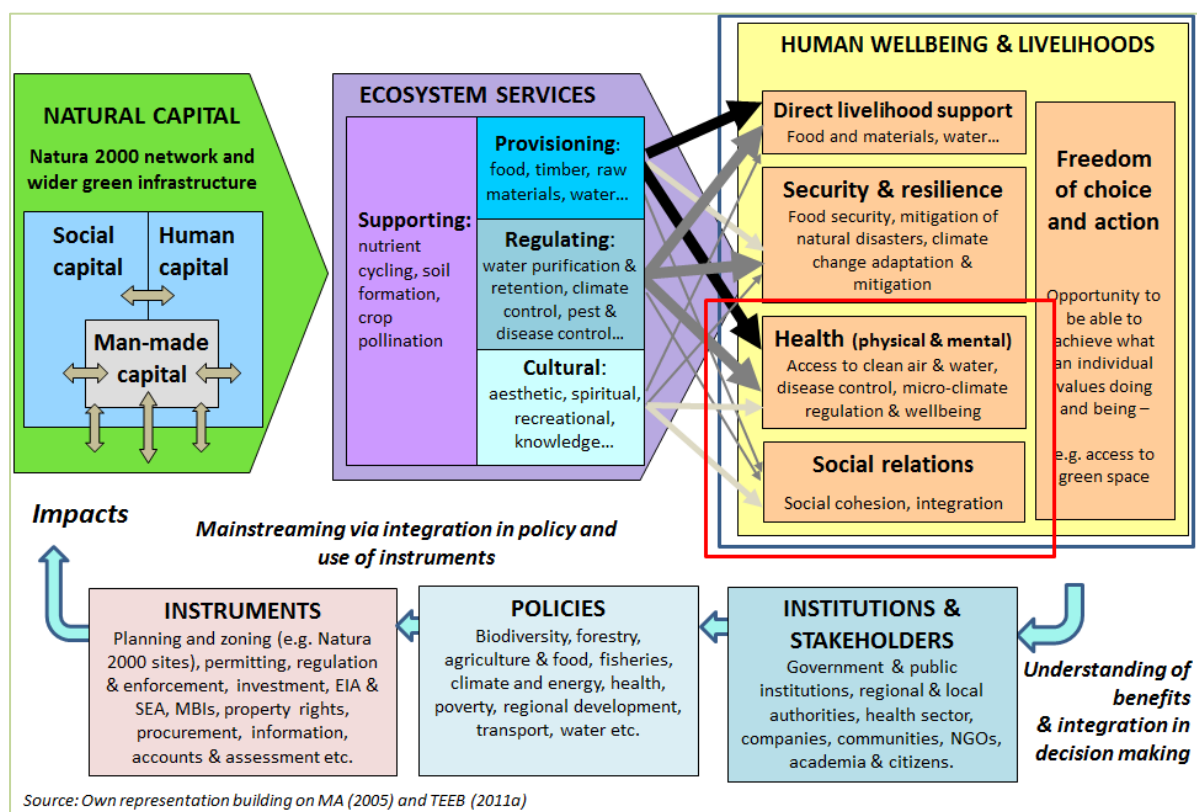 NATURAL CAPITAL
Natura 2000 network and
wider green infrastructure
Social
capital
Human
capital
Man-made
capital
ECOSYSTEM SERVICES
Supporting:
nutrient
cycling, soil
formation,
crop
pollination
Provisioning:
food, timber, raw
materials, water…
Regulating:
water purification &
retention, climate
control, pest &
disease control…
Cultural:
aesthetic, spiritual,
recreational,
knowledge…
HUMAN WELLBEING & LIVELIHOODS
Direct livelihood support
Food and materials, water…
Security & resilience
Food security, mitigation of
natural disasters, climate
change adaptation &
mitigation
Health (physical & mental)
Access to clean air & water,
disease control, micro-climate
regulation & wellbeing
Social relations
Social cohesion, integration
Freedom
of choice
and action
Opportunity to
be able to
achieve what
an individual
values doing
and being –
e.g. access to
green space
Impacts
Mainstreaming via integration in policy and
use of instruments
INSTRUMENTS
Planning and zoning (e.g. Natura
2000 sites), permitting, regulation
& enforcement, investment, EIA &
SEA, MBIs, property rights,
procurement, information,
accounts & assessment etc.
POLICIES
Biodiversity, forestry,
agriculture & food, fisheries,
climate and energy, health,
poverty, regional development,
transport, water etc.
INSTITUTIONS &
STAKEHOLDERS
Government & public
institutions, regional & local
authorities, health sector,
companies, communities, NGOs,
academia & citizens.
Understanding of
benefits
& integration in
decision making
Source: Own representation building on MA (2005) and TEEB (2011a)